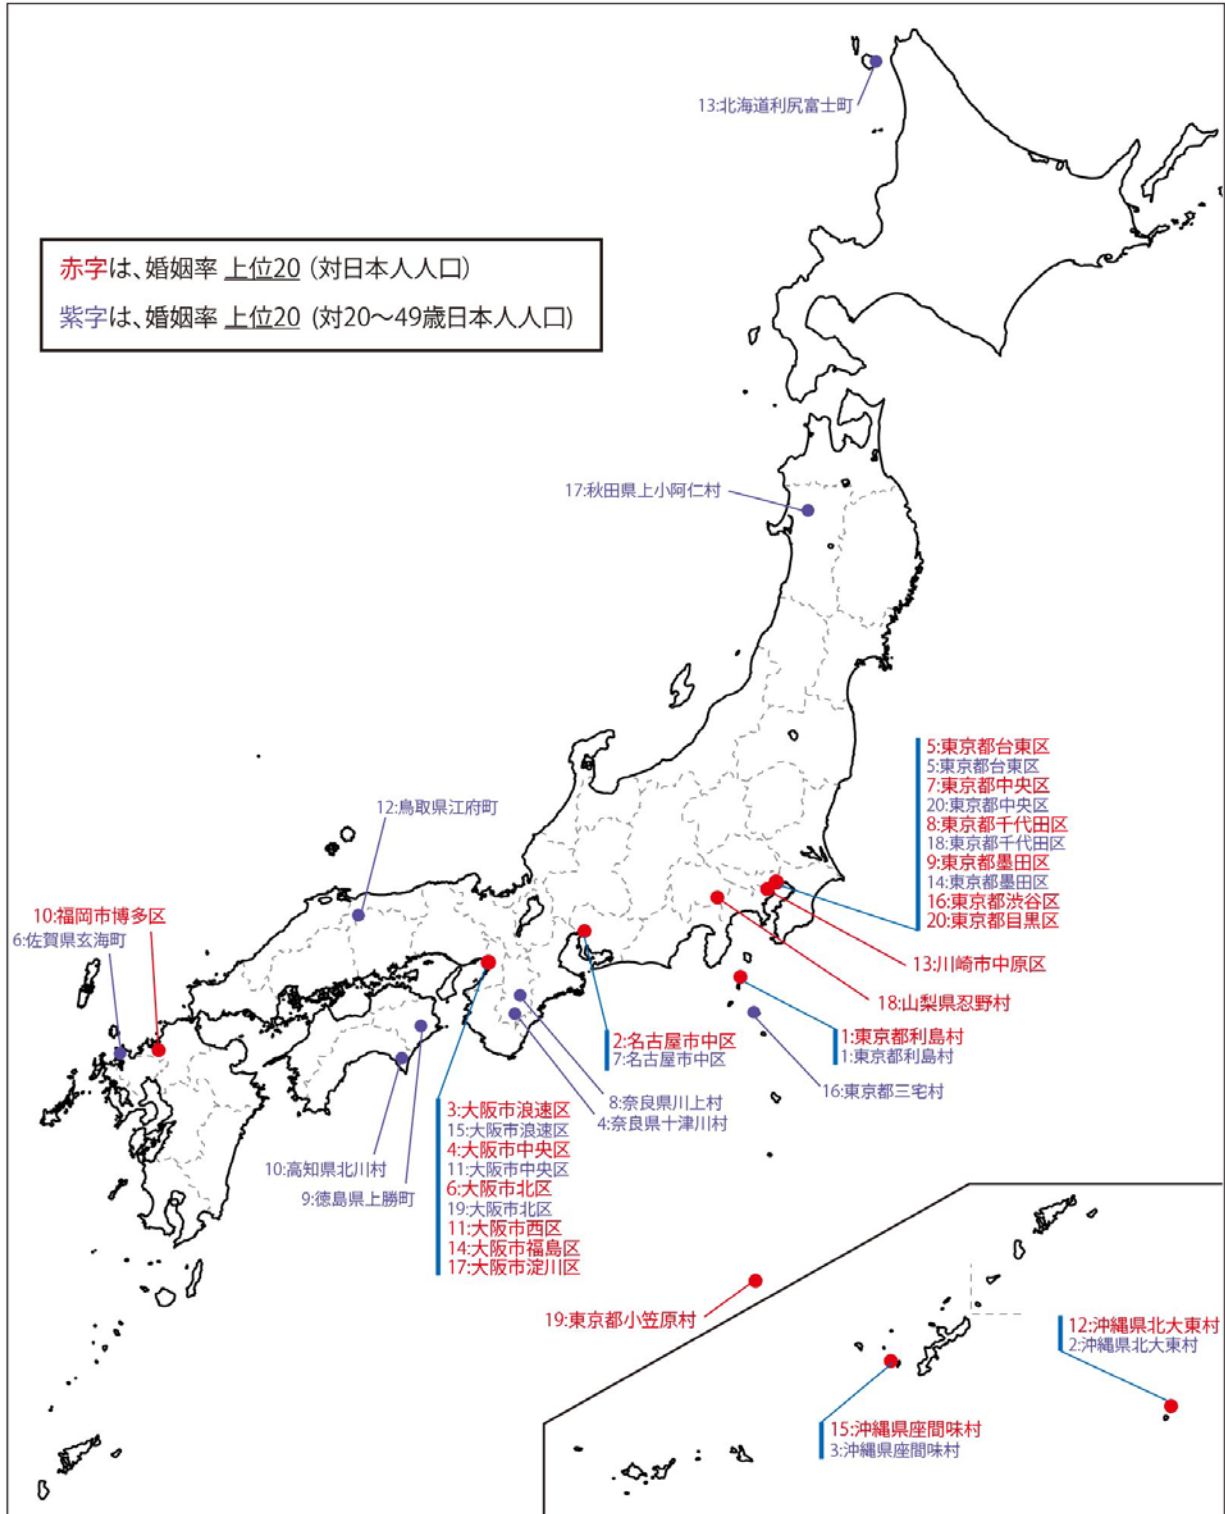 13:北海道利尻富士町
赤字は、婚姻率 上位20（対日本人人口）
紫字は、婚姻率 上位20（対20〜49歳日本人人口)
17:秋田県上小阿仁村
5:東京都台東区
5:東京都台東区
7:東京都中央区
20:東京都中央区
8:東京都千代田区
18:東京都千代田区
9:東京都墨田区
14:東京都墨田区
16:東京都渋谷区
20:東京都目黒区
12:鳥取県江府町
10:福岡市博多区
6:佐賀県玄海町
13:川崎市中原区
18:山梨県忍野村
2:名古屋市中区
7:名古屋市中区
1:東京都利島村
1:東京都利島村
16:東京都三宅村
8:奈良県川上村
4:奈良県十津川村
3:大阪市浪速区
15:大阪市浪速区
4:大阪市中央区
11:大阪市中央区
6:大阪市北区
19:大阪市北区
11:大阪市西区
14:大阪市福島区
17:大阪市淀川区
10:高知県北川村
9:徳島県上勝町
19:東京都小笠原村
12:沖縄県北大東村
2:沖縄県北大東村
15:沖縄県座間味村
3:沖縄県座間味村